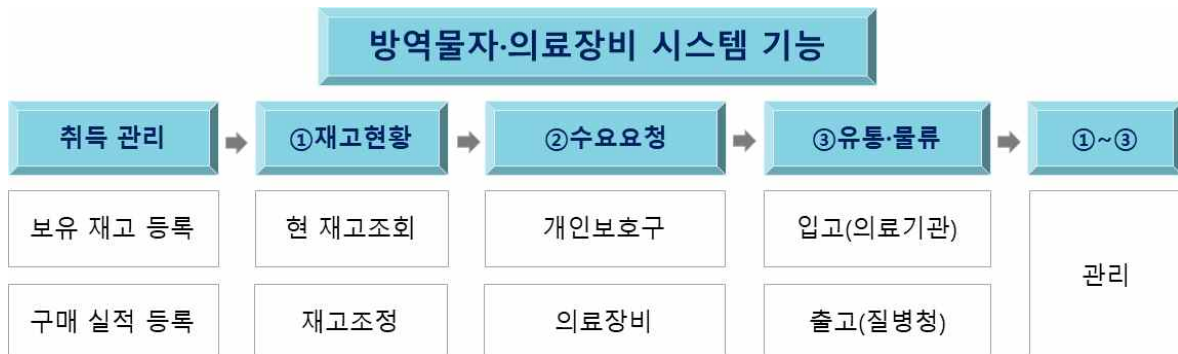 방역물자·의료장비 시스템 기능
취득 관리
①재고현황
②수요요청
③유통·물류
①~③
보유 재고 등록
현 재고조회
개인보호구
입고(의료기관)
관리
구매 실적 등록
재고조정
의료장비
출고(질병청)